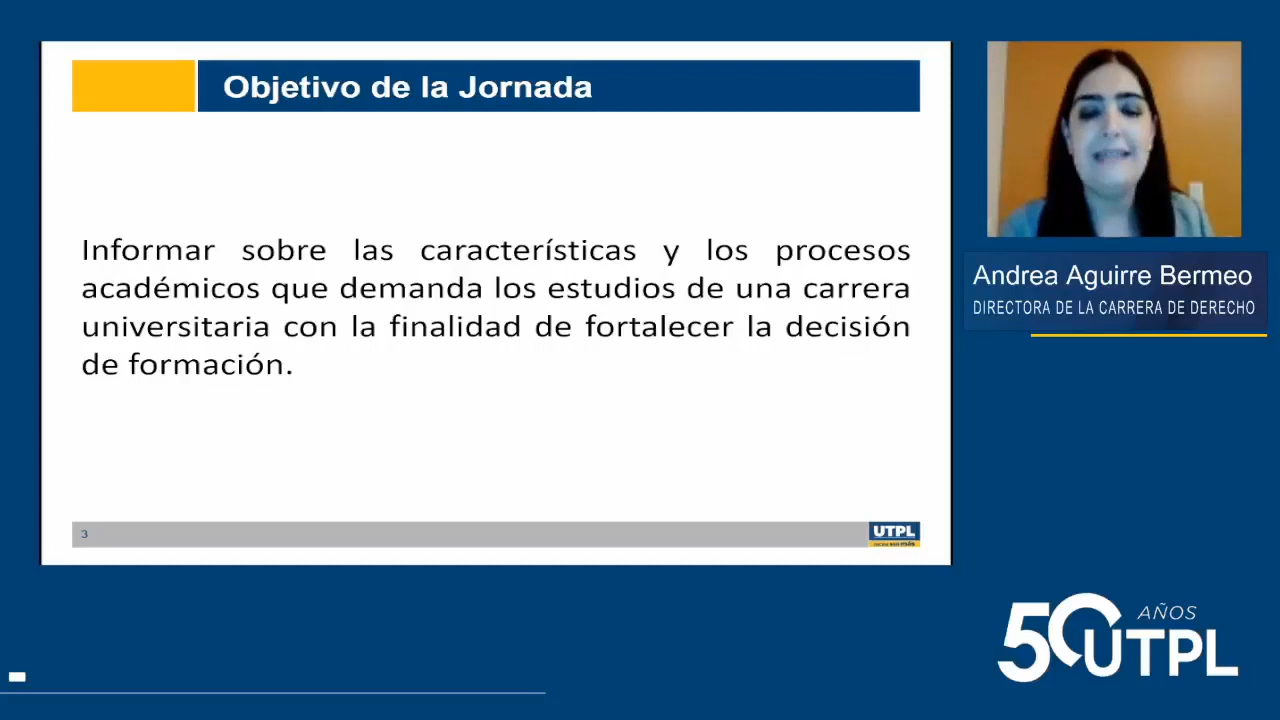 Objetivo de la Jornada
Informar sobre las características y los procesos
académicos que demanda los estudios de una carrera
universitaria con la finalidad de fortalecer la decisión
de formación.
3
UTPL
Andrea Aguirre Bermeo
DIRECTORA DE LA CARRERA DE DERECHO
50 AÑOS
UTPL